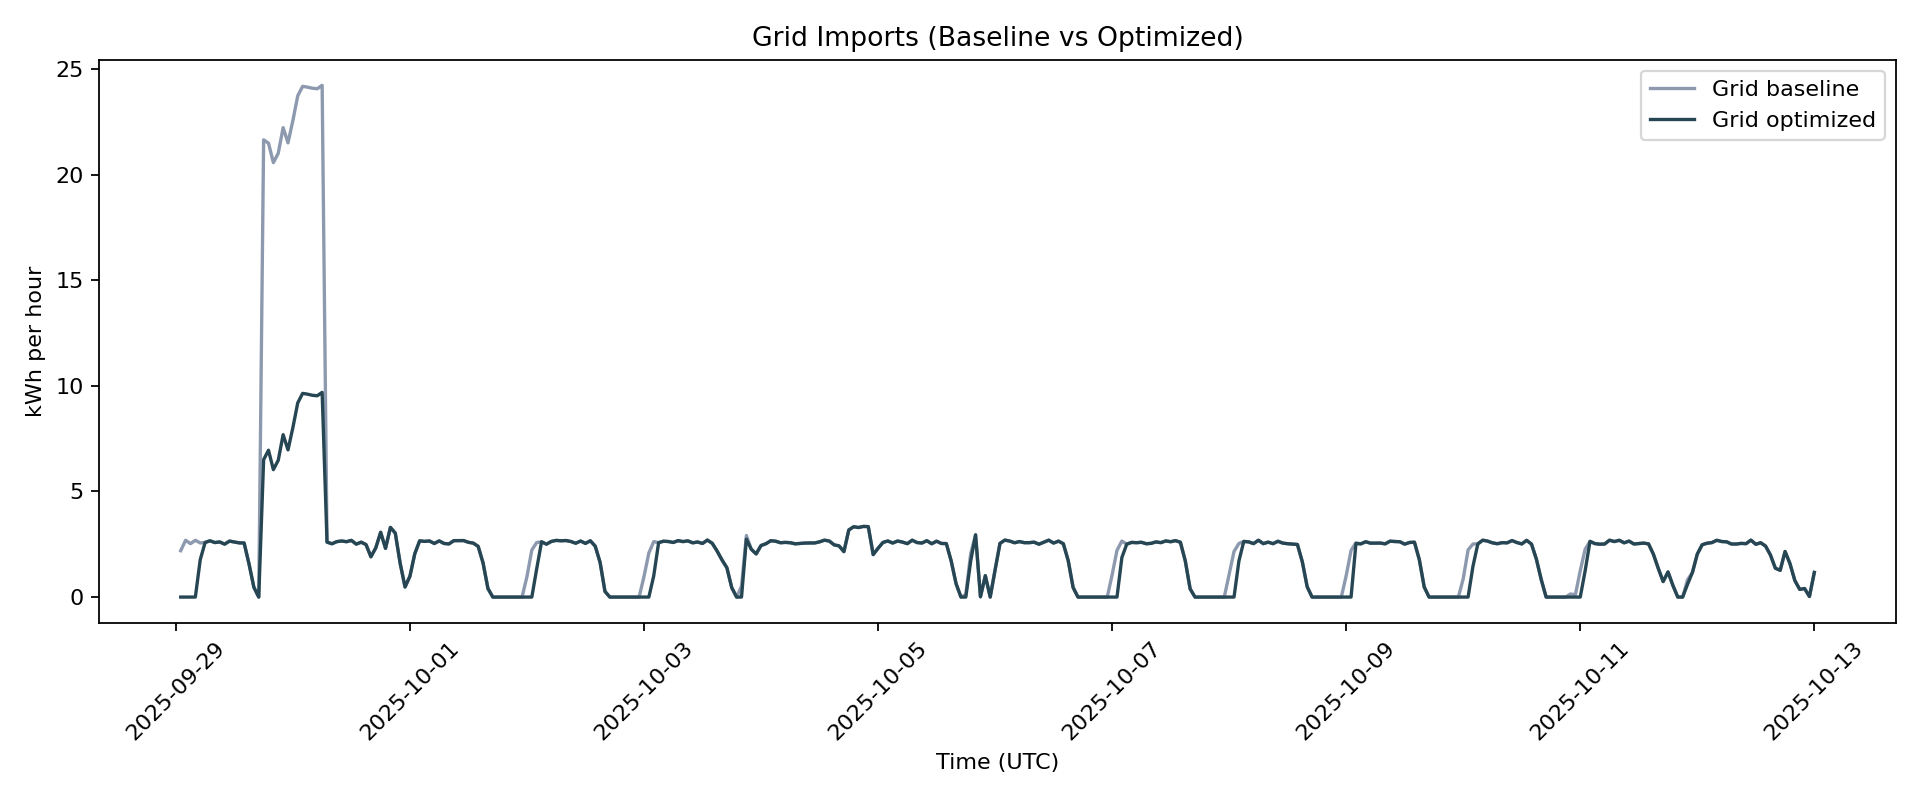 Grid Imports (Baseline vs Optimized)
Grid baseline
Grid optimized
kWh per hour
25
20
15
10
5
0
2025-09-29
2025-10-01
2025-10-03
2025-10-05
2025-10-07
2025-10-09
2025-10-11
2025-10-13
Time (UTC)